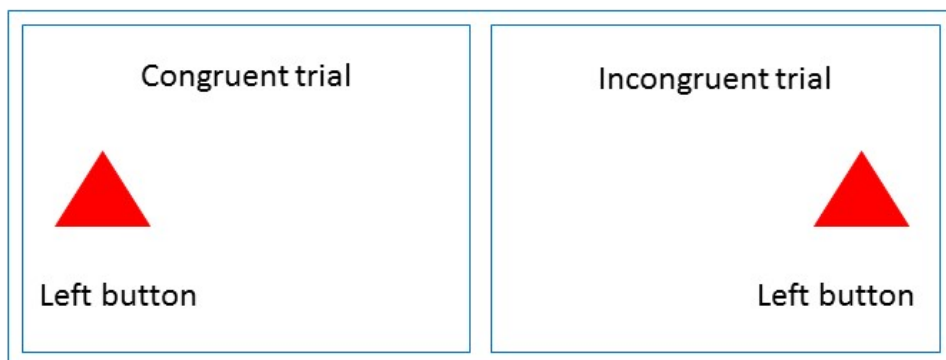 Congruent trial
Left button
Incongruent trial
Left button